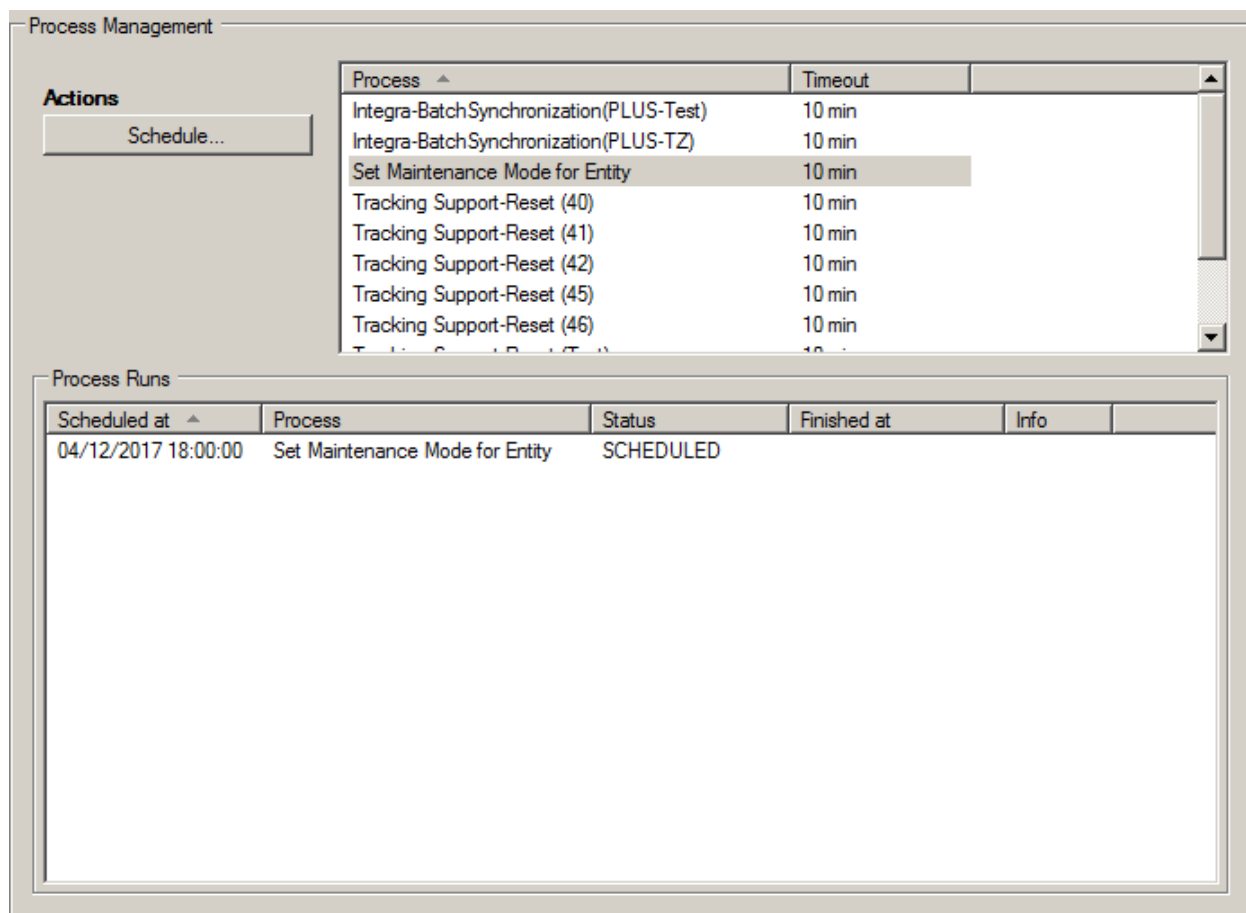 Process Management
Actions
Schedule...
Process Timeout
Integra-BatchSynchronization(PLUS-Test) 10 min
Integra-BatchSynchronization(PLUS-TZ) 10 min
Set Maintenance Mode for Entity 10 min
Tracking Support-Reset (40) 10 min
Tracking Support-Reset (41) 10 min
Tracking Support-Reset (42) 10 min
Tracking Support-Reset (45) 10 min
Tracking Support-Reset (46) 10 min
Process Runs
Scheduled at Process Status Finished at Info
04/12/2017 18:00:00 Set Maintenance Mode for Entity SCHEDULED